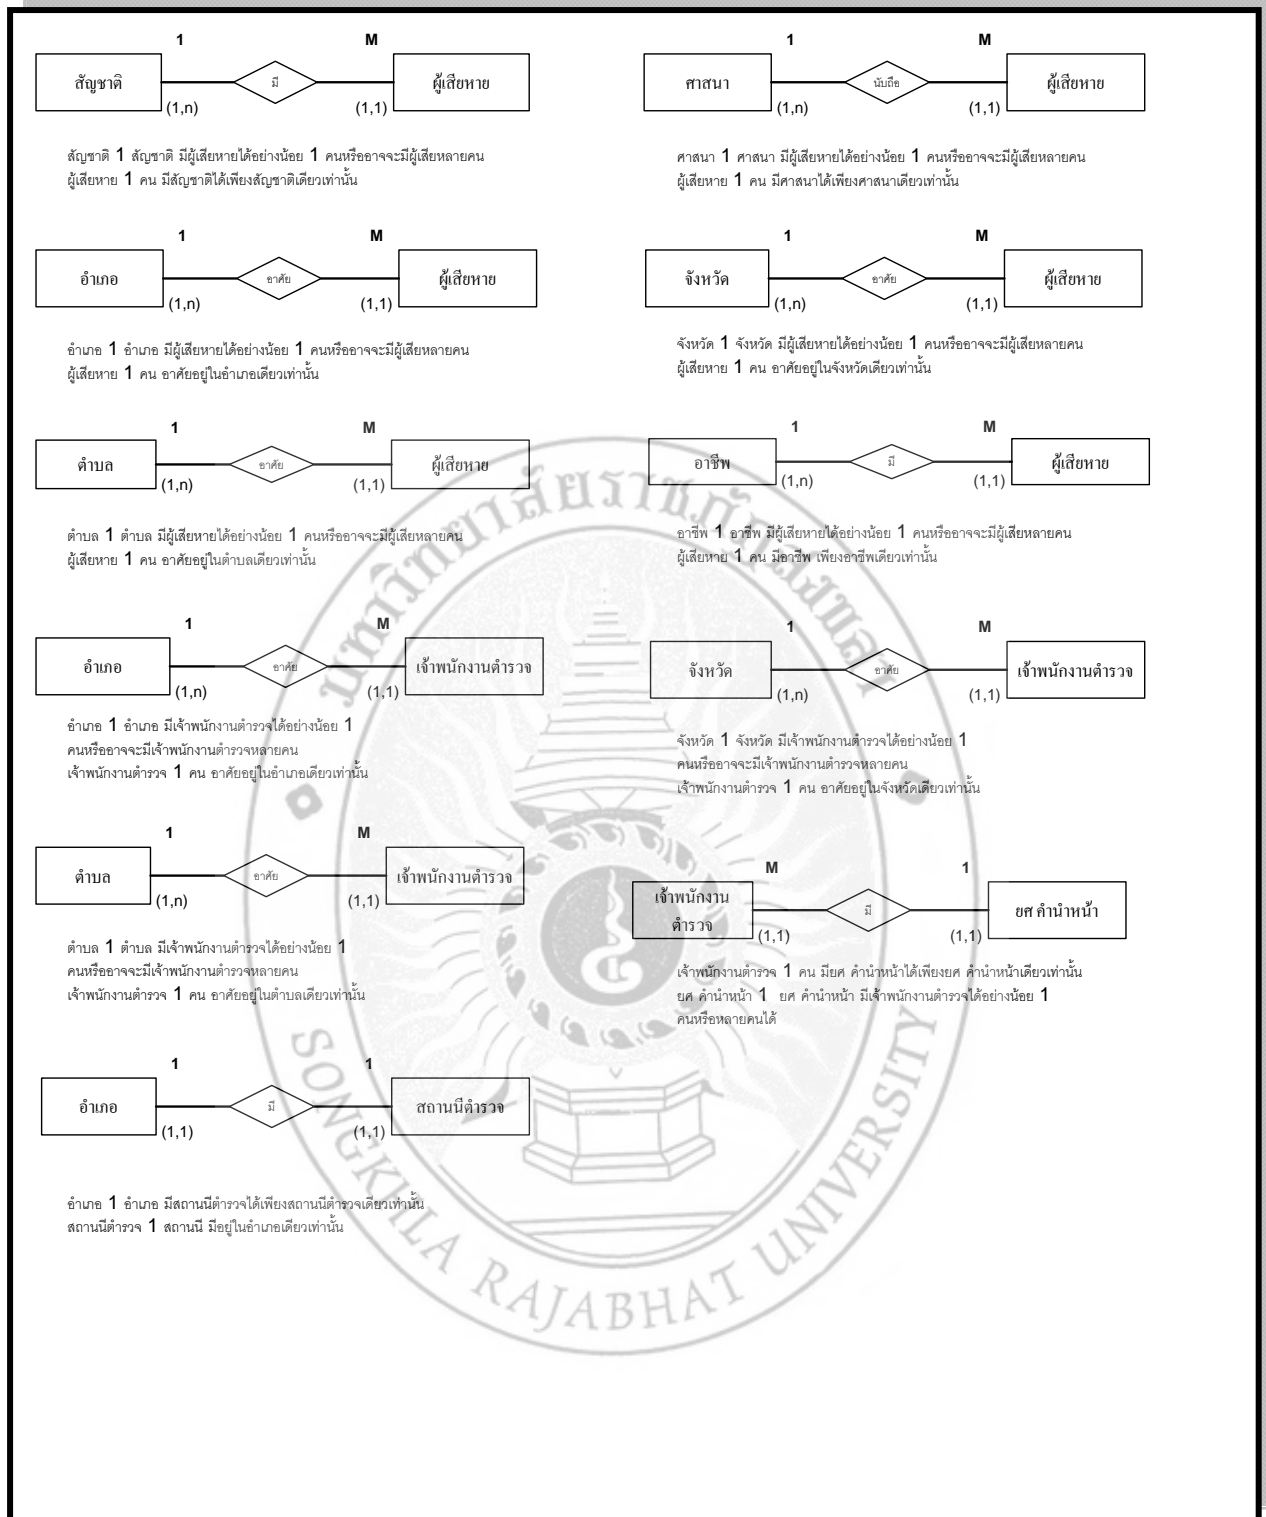 1 M
สัญชาติ มี ผู้เสียหาย
(1,n) (1,1)
สัญชาติ 1 สัญชาติ มีผู้เสียหายได้อย่างน้อย 1 คนหรืออาจจะมีผู้เสียหลายคน
ผู้เสียหาย 1 คน มีสัญชาติได้เพียงสัญชาติเดียวเท่านั้น
1 M
ศาสนา นับถือ ผู้เสียหาย
(1,n) (1,1)
ศาสนา 1 ศาสนา มีผู้เสียหายได้อย่างน้อย 1 คนหรืออาจจะมีผู้เสียหลายคน
ผู้เสียหาย 1 คน มีศาสนาได้เพียงศาสนาเดียวเท่านั้น
1 M
อำเภอ อาศัย ผู้เสียหาย
(1,n) (1,1)
อำเภอ 1 อำเภอ มีผู้เสียหายได้อย่างน้อย 1 คนหรืออาจจะมีผู้เสียหลายคน
ผู้เสียหาย 1 คน อาศัยอยู่ในอำเภอเดียวเท่านั้น
1 M
จังหวัด อาศัย ผู้เสียหาย
(1,n) (1,1)
จังหวัด 1 จังหวัด มีผู้เสียหายได้อย่างน้อย 1 คนหรืออาจจะมีผู้เสียหลายคน
ผู้เสียหาย 1 คน อาศัยอยู่ในจังหวัดเดียวเท่านั้น
1 M
ตำบล อาศัย ผู้เสียหาย
(1,n) (1,1)
ตำบล 1 ตำบล มีผู้เสียหายได้อย่างน้อย 1 คนหรืออาจจะมีผู้เสียหลายคน
ผู้เสียหาย 1 คน อาศัยอยู่ในตำบลเดียวเท่านั้น
1 M
อาชีพ มี ผู้เสียหาย
(1,n) (1,1)
อาชีพ 1 อาชีพ มีผู้เสียหายได้อย่างน้อย 1 คนหรืออาจจะมีผู้เสียหลายคน
ผู้เสียหาย 1 คน มีอาชีพ เพียงอาชีพเดียวเท่านั้น
1 M
อำเภอ อาศัย เจ้าพนักงานตำรวจ
(1,n) (1,1)
อำเภอ 1 อำเภอ มีเจ้าพนักงานตำรวจได้อย่างน้อย 1
คนหรืออาจจะมีเจ้าพนักงานตำรวจหลายคน
เจ้าพนักงานตำรวจ 1 คน อาศัยอยู่ในอำเภอเดียวเท่านั้น
1 M
จังหวัด อาศัย เจ้าพนักงานตำรวจ
(1,n) (1,1)
จังหวัด 1 จังหวัด มีเจ้าพนักงานตำรวจได้อย่างน้อย 1
คนหรืออาจจะมีเจ้าพนักงานตำรวจหลายคน
เจ้าพนักงานตำรวจ 1 คน อาศัยอยู่ในจังหวัดเดียวเท่านั้น
1 M
ตำบล อาศัย เจ้าพนักงานตำรวจ
(1,n) (1,1)
ตำบล 1 ตำบล มีเจ้าพนักงานตำรวจได้อย่างน้อย 1
คนหรืออาจจะมีเจ้าพนักงานตำรวจหลายคน
เจ้าพนักงานตำรวจ 1 คน อาศัยอยู่ในตำบลเดียวเท่านั้น
M 1
เจ้าพนักงาน
ตำรวจ มี ยศ คำนำหน้า
(1,1) (1,1)
เจ้าพนักงานตำรวจ 1 คน มียศ คำนำหน้าได้เพียงยศ คำนำหน้าเดียวเท่านั้น
ยศ คำนำหน้า 1 ยศ คำนำหน้า มีเจ้าพนักงานตำรวจได้อย่างน้อย 1
คนหรือหลายคนได้
1 1
อำเภอ มี สถานนีตำรวจ
(1,1) (1,1)
อำเภอ 1 อำเภอ มีสถานนีตำรวจได้เพียงสถานนีตำรวจเดียวเท่านั้น
สถานนีตำรวจ 1 สถานนี มีอยู่ในอำเภอเดียวเท่านั้น
มหาวิทยาลัยราชภัฏสงขลา
SONGKHLA RAJABHAT UNIVERSITY